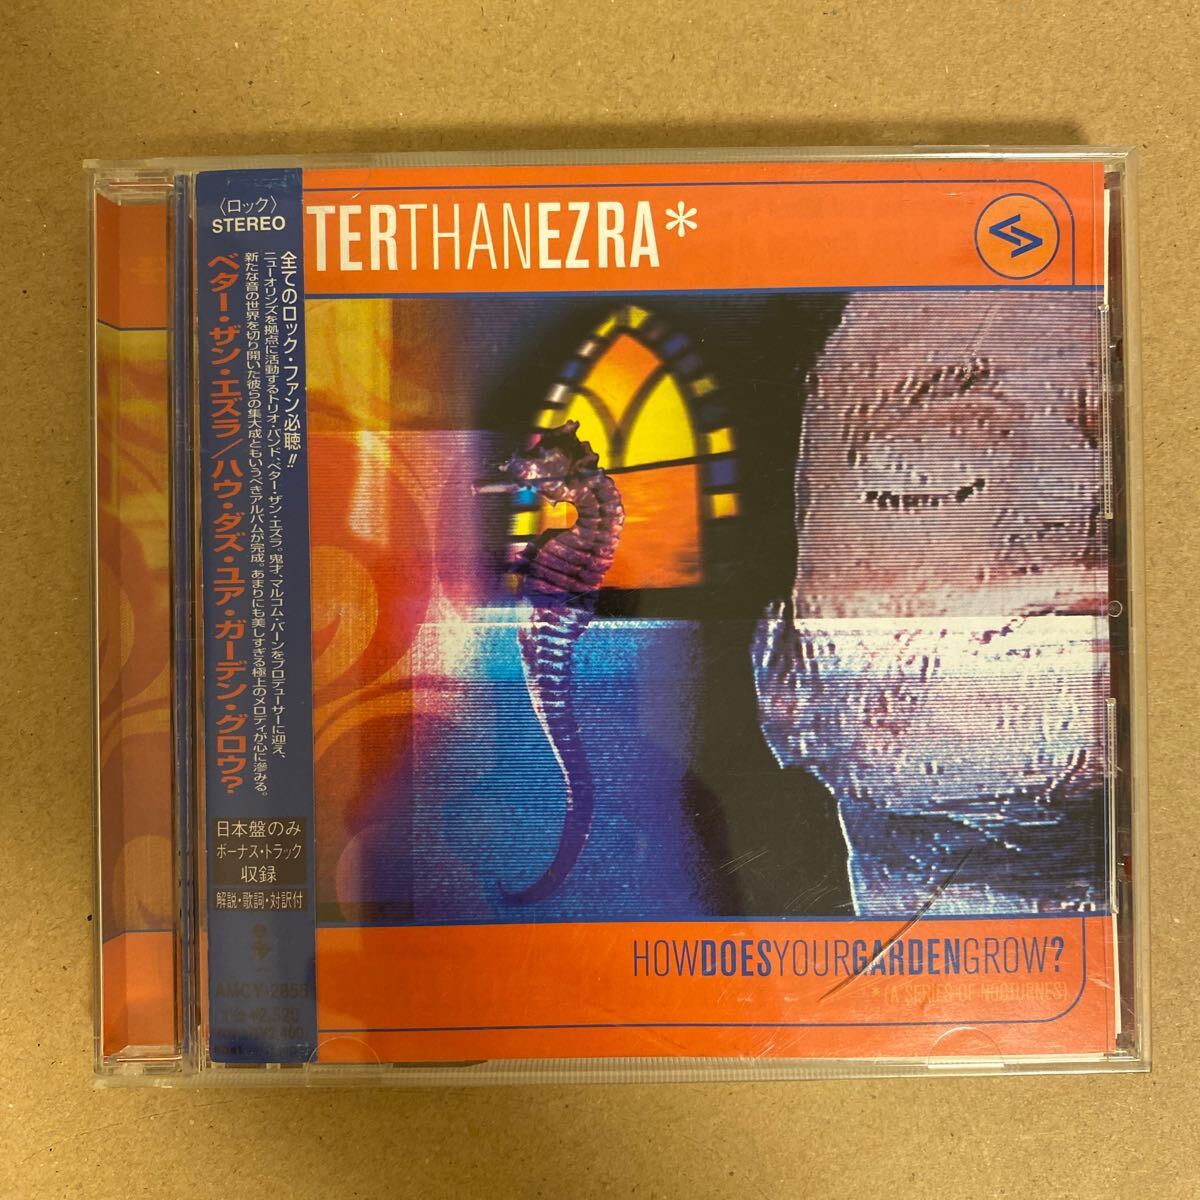 〈ロック〉
STEREO
全てのロック・ファン必聴!!
ニューオリンズを拠点に活動するトリオ・バンド、ベター・ザン・エズラ。鬼才、マルコム・バーンをプロデューサーに迎え、
新たな音の世界を切り開いた彼らの集大成ともいうべきアルバムが完成。あまりにも美しすぎる極上のメロディが心に滲みる。
ベター・ザン・エズラ/ハウ・ダズ・ユア・ガーデン・グロウ?
日本盤のみ
ボーナス・トラック
収録
解説・歌詞・対訳付
AMCY-2855
¥2,520
TERTHANEZRA*
HOWDOESYOURGARDENGROW?
*(A SERIES OF NOCTURNES)